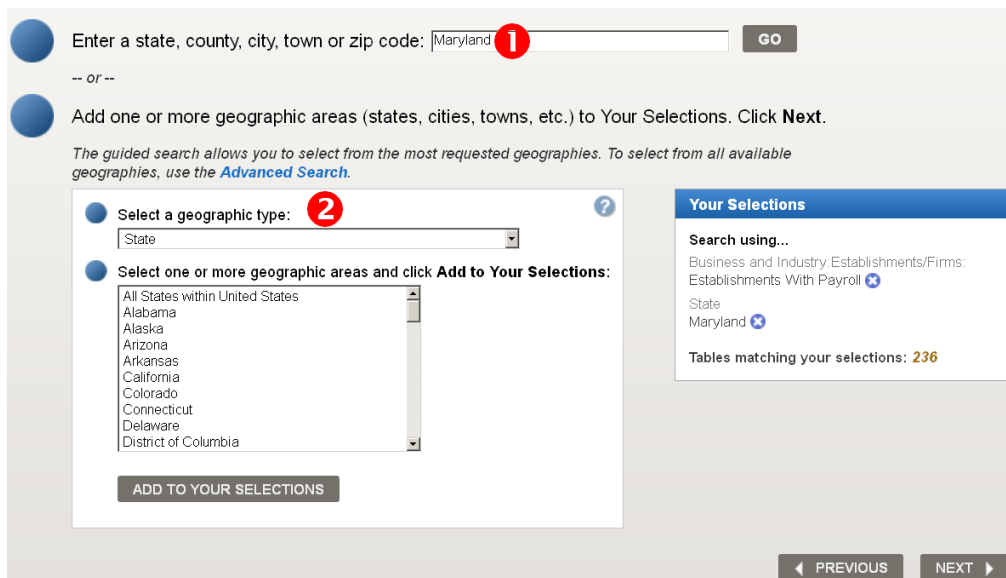 Enter a state, county, city, town or zip code: Maryland 1 GO
-- or --
Add one or more geographic areas (states, cities, towns, etc.) to Your Selections. Click Next.
The guided search allows you to select from the most requested geographies. To select from all available
geographies, use the Advanced Search.
Select a geographic type: 2 ?
State
Select one or more geographic areas and click Add to Your Selections:
All States within United States
Alabama
Alaska
Arizona
Arkansas
California
Colorado
Connecticut
Delaware
District of Columbia
ADD TO YOUR SELECTIONS
Your Selections
Search using...
Business and Industry:Establishments/Firms:
Establishments With Payroll
State
Maryland
Tables matching your selections: 236
PREVIOUS NEXT